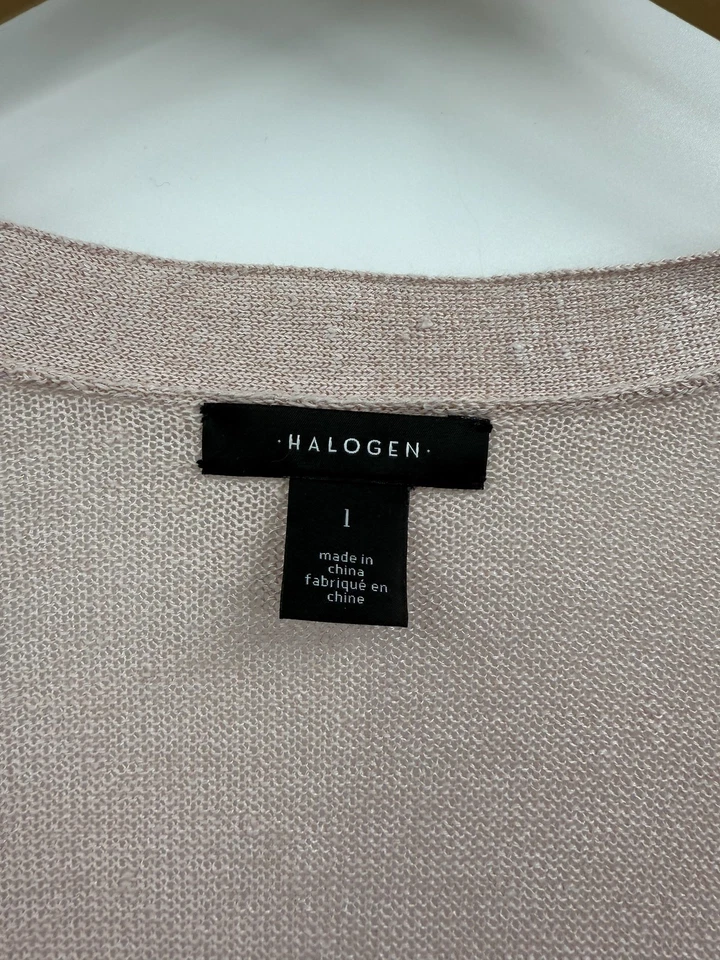 ·HALOGEN·
l
made in
china
fabriqué en
chine